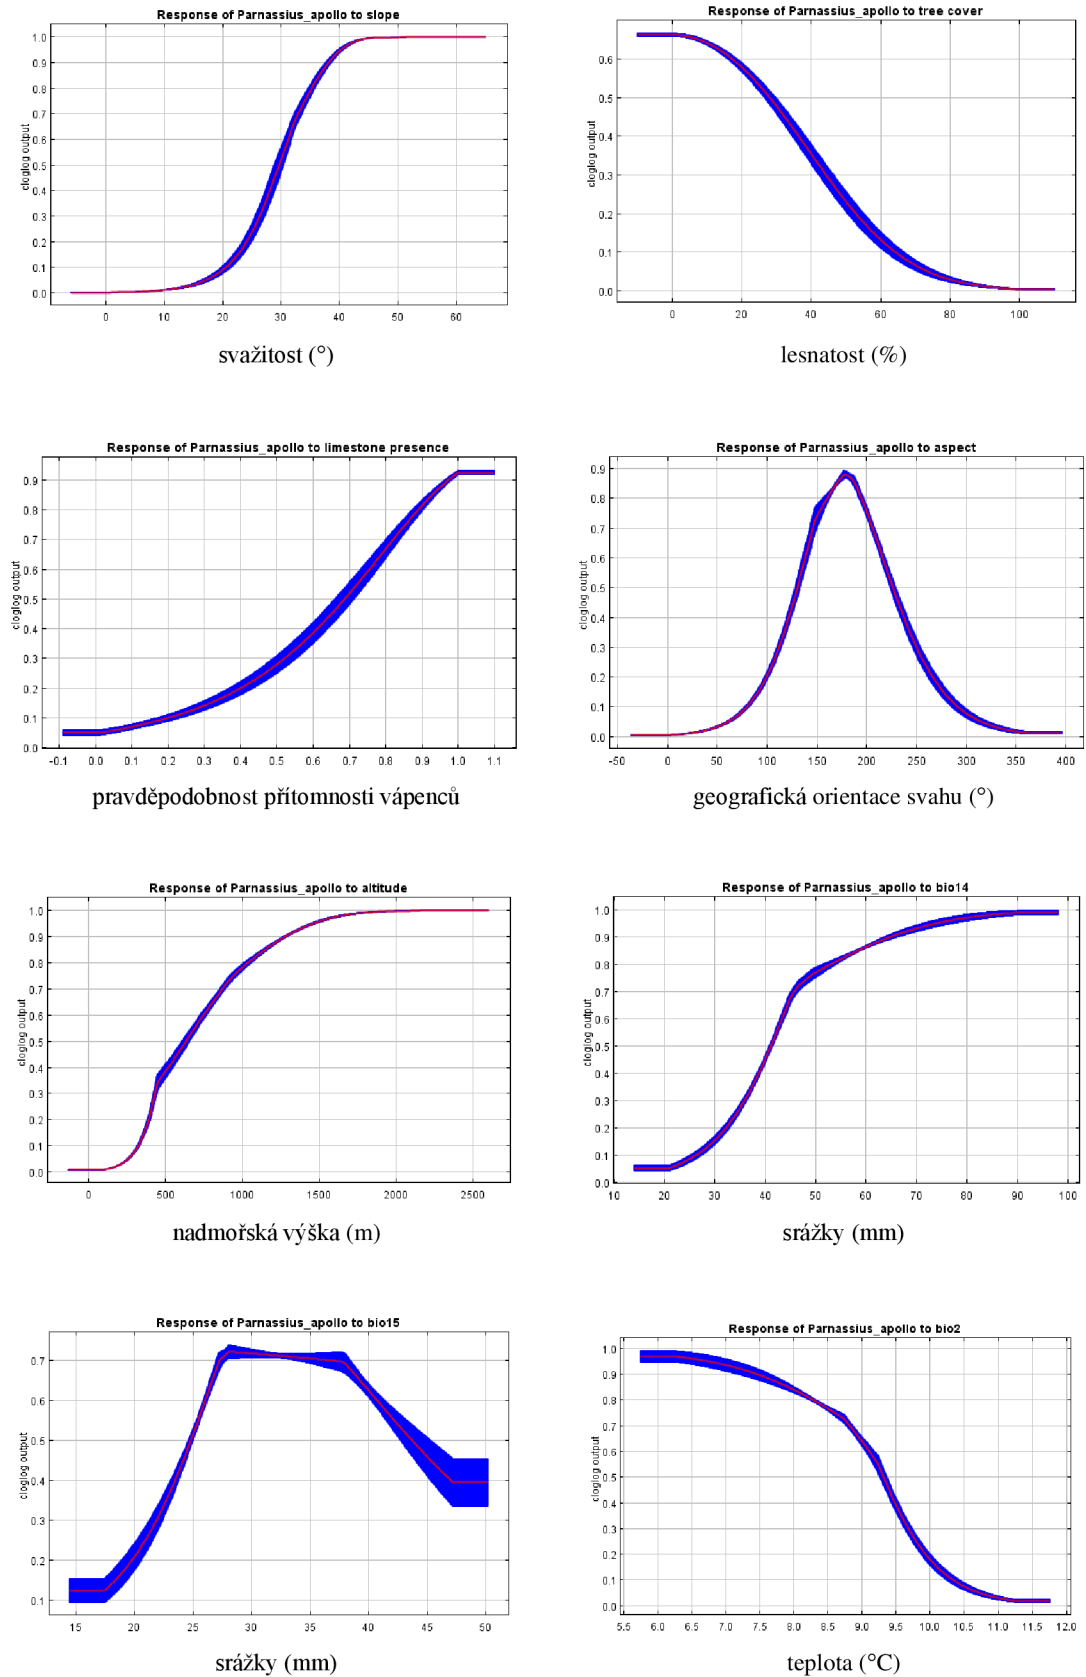 Response of Parnassius_apollo to slope
cloglog output
1.0
0.9
0.8
0.7
0.6
0.5
0.4
0.3
0.2
0.1
0.0
0 10 20 30 40 50 60
svažitost (°)
Response of Parnassius_apollo to tree cover
cloglog output
0.6
0.5
0.4
0.3
0.2
0.1
0.0
0 20 40 60 80 100
lesnatost (%)
Response of Parnassius_apollo to limestone presence
cloglog output
0.9
0.8
0.7
0.6
0.5
0.4
0.3
0.2
0.1
0.0
-0.1 0.0 0.1 0.2 0.3 0.4 0.5 0.6 0.7 0.8 0.9 1.0 1.1
pravděpodobnost přítomnosti vápenců
Response of Parnassius_apollo to aspect
cloglog output
0.9
0.8
0.7
0.6
0.5
0.4
0.3
0.2
0.1
0.0
-50 0 50 100 150 200 250 300 350 400
geografická orientace svahu (°)
Response of Parnassius_apollo to altitude
cloglog output
1.0
0.9
0.8
0.7
0.6
0.5
0.4
0.3
0.2
0.1
0.0
0 500 1000 1500 2000 2500
nadmořská výška (m)
Response of Parnassius_apollo to bio14
cloglog output
1.0
0.9
0.8
0.7
0.6
0.5
0.4
0.3
0.2
0.1
0.0
10 20 30 40 50 60 70 80 90 100
srážky (mm)
Response of Parnassius_apollo to bio15
cloglog output
0.7
0.6
0.5
0.4
0.3
0.2
0.1
15 20 25 30 35 40 45 50
srážky (mm)
Response of Parnassius_apollo to bio2
cloglog output
1.0
0.9
0.8
0.7
0.6
0.5
0.4
0.3
0.2
0.1
0.0
5.5 6.0 6.5 7.0 7.5 8.0 8.5 9.0 9.5 10.0 10.5 11.0 11.5 12.0
teplota (°C)